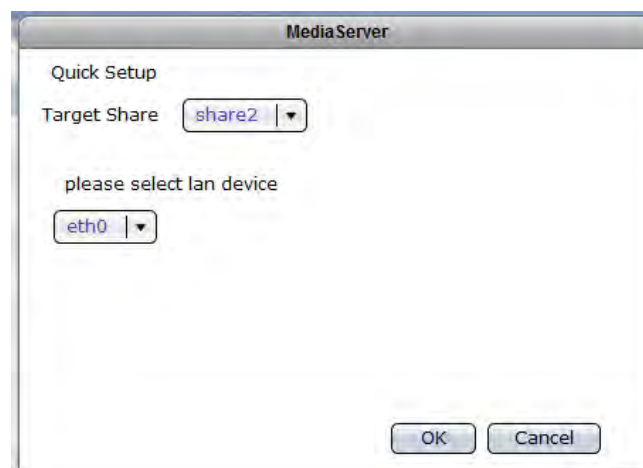 MediaServer
Quick Setup
Target Share share2
please select lan device
eth0
OK Cancel